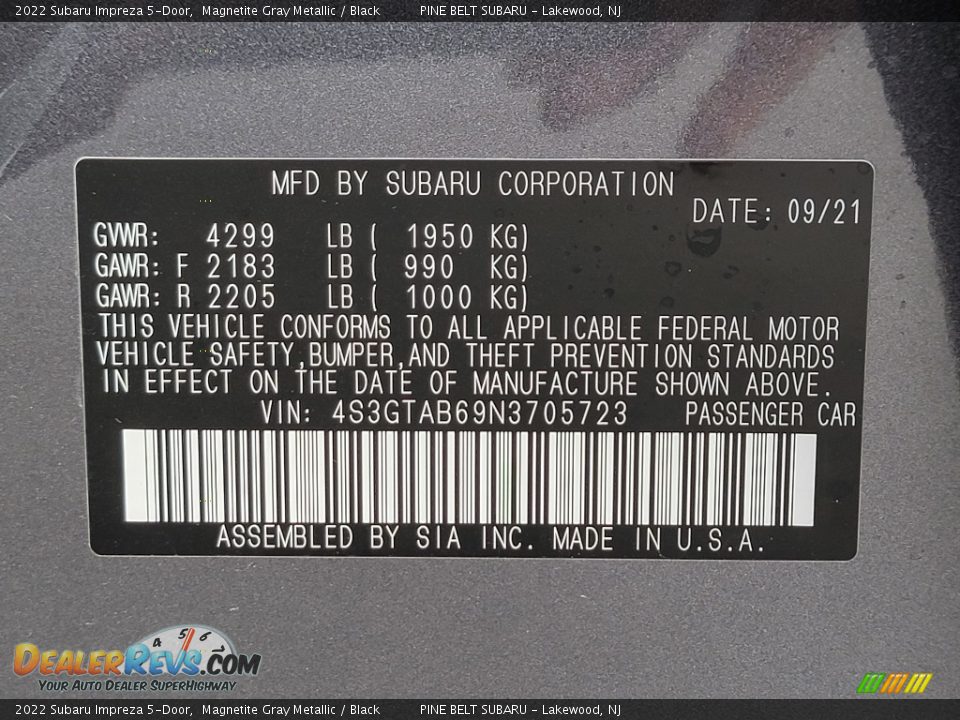 2022 Subaru Impreza 5-Door, Magnetite Gray Metallic / Black PINE BELT SUBARU - Lakewood, NJ
MFD BY SUBARU CORPORATION
DATE: 09/21
GVWR: 4299 LB ( 1950 KG)
GAWR: F 2183 LB ( 990 KG)
GAWR: R 2205 LB ( 1000 KG)
THIS VEHICLE CONFORMS TO ALL APPLICABLE FEDERAL MOTOR
VEHICLE SAFETY,BUMPER,AND THEFT PREVENTION STANDARDS
IN EFFECT ON THE DATE OF MANUFACTURE SHOWN ABOVE.
VIN: 4S3GTAB69N3705723 PASSENGER CAR
ASSEMBLED BY SIA INC. MADE IN U.S.A.
4 5 6 7
DEALERREVS.COM
YOUR AUTO DEALER SUPERHIGHWAY
2022 Subaru Impreza 5-Door, Magnetite Gray Metallic / Black PINE BELT SUBARU - Lakewood, NJ